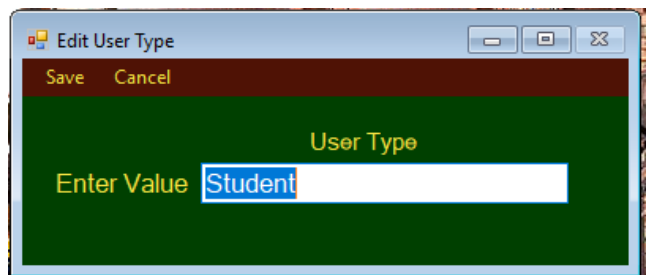 Edit User Type
Save Cancel
User Type
Enter Value Student